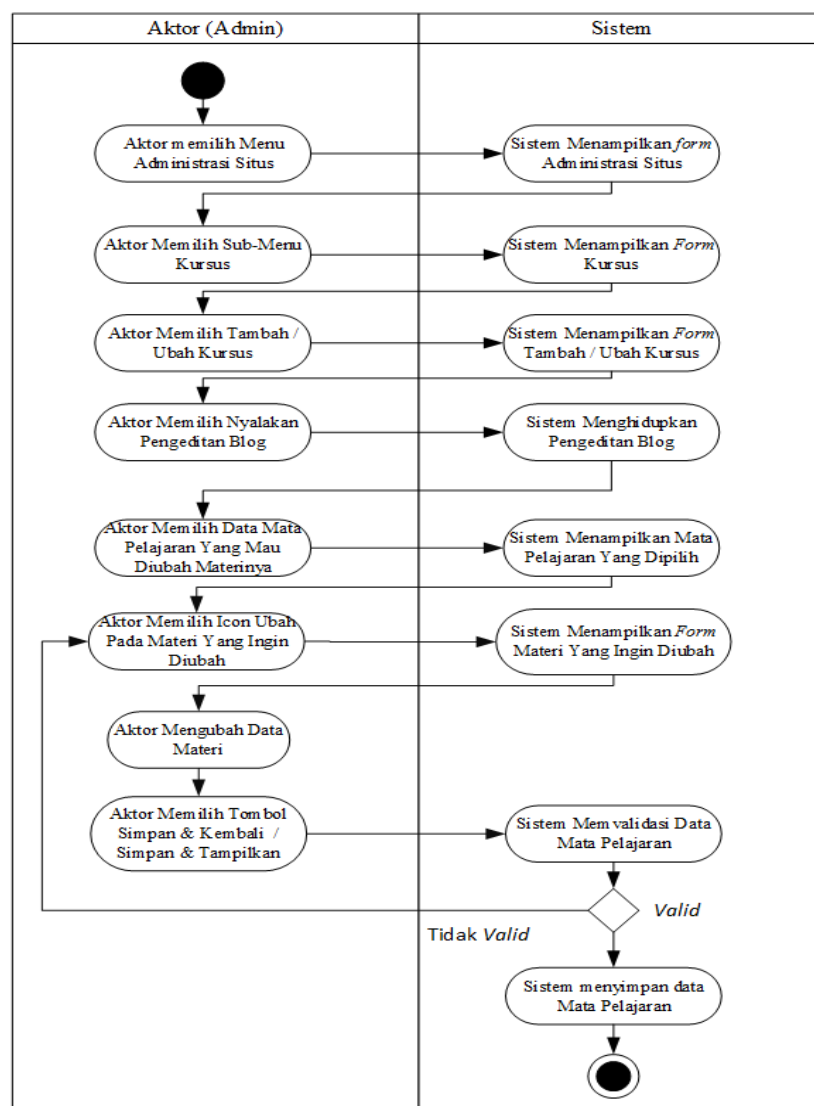 Aktor (Admin)
Sistem
Aktor memilih Menu
Administrasi Situs
Sistem Menampilkan form
Administrasi Situs
Aktor Memilih Sub-Menu
Kursus
Sistem Menampilkan Form
Kursus
Aktor Memilih Tambah /
Ubah Kursus
Sistem Menampilkan Form
Tambah / Ubah Kursus
Aktor Memilih Nyalakan
Pengeditan Blog
Sistem Menghidupkan
Pengeditan Blog
Aktor Memilih Data Mata
Pelajaran Yang Mau
Diubah Materinya
Sistem Menampilkan Mata
Pelajaran Yang Dipilih
Aktor Memilih Icon Ubah
Pada Materi Yang Ingin
Diubah
Sistem Menampilkan Form
Materi Yang Ingin Diubah
Aktor Mengubah Data
Materi
Aktor Memilih Tombol
Simpan & Kembali /
Simpan & Tampilkan
Sistem Memvalidasi Data
Mata Pelajaran
Valid
Tidak Valid
Sistem menyimpan data
Mata Pelajaran